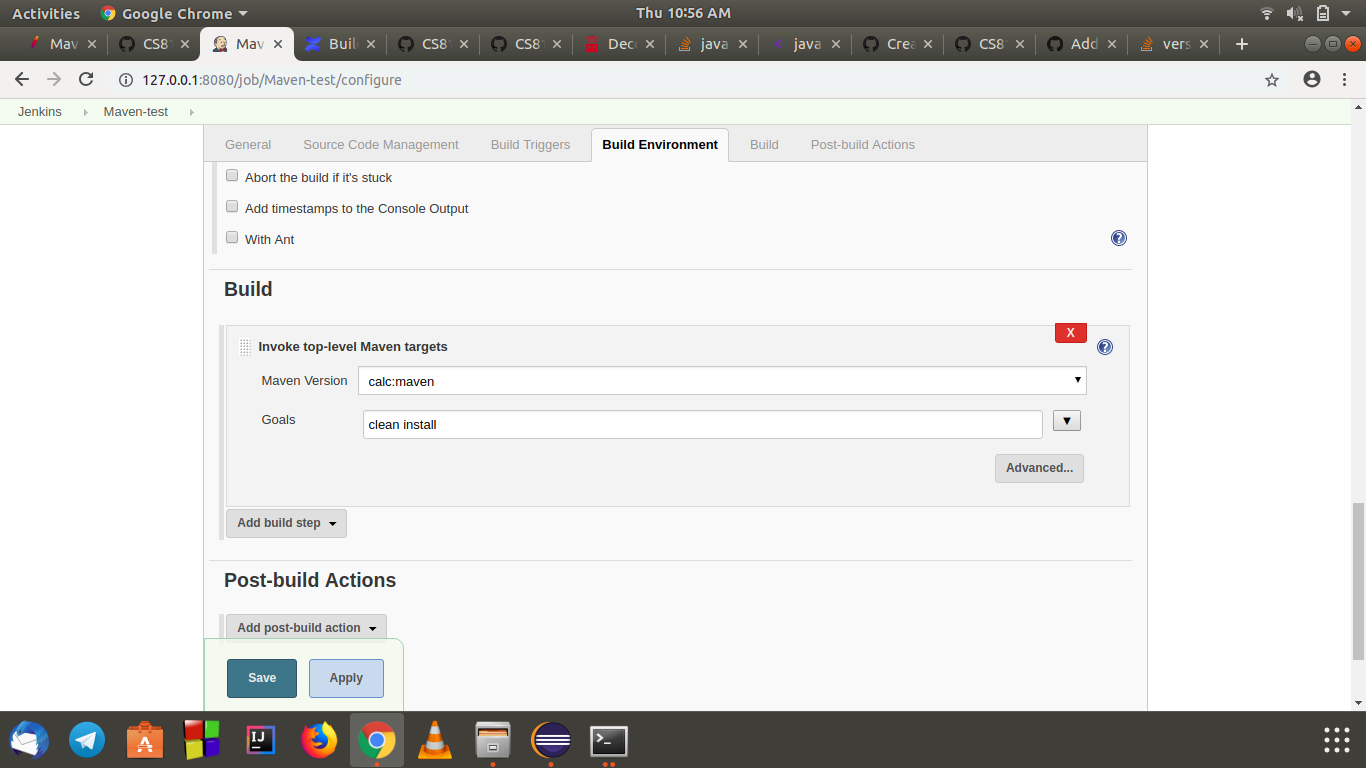 Activities Google Chrome Thu 10:56 AM
Mav CS8 Mav Buil CS8 CS8 Dec java java Crea CS8 Add vers
127.0.0.1:8080/job/Maven-test/configure
Jenkins Maven-test
General Source Code Management Build Triggers Build Environment Build Post-build Actions
Abort the build if it's stuck
Add timestamps to the Console Output
With Ant
Build
X
Invoke top-level Maven targets
Maven Version calc:maven
Goals clean install
Advanced...
Add build step
Post-build Actions
Add post-build action
Save Apply